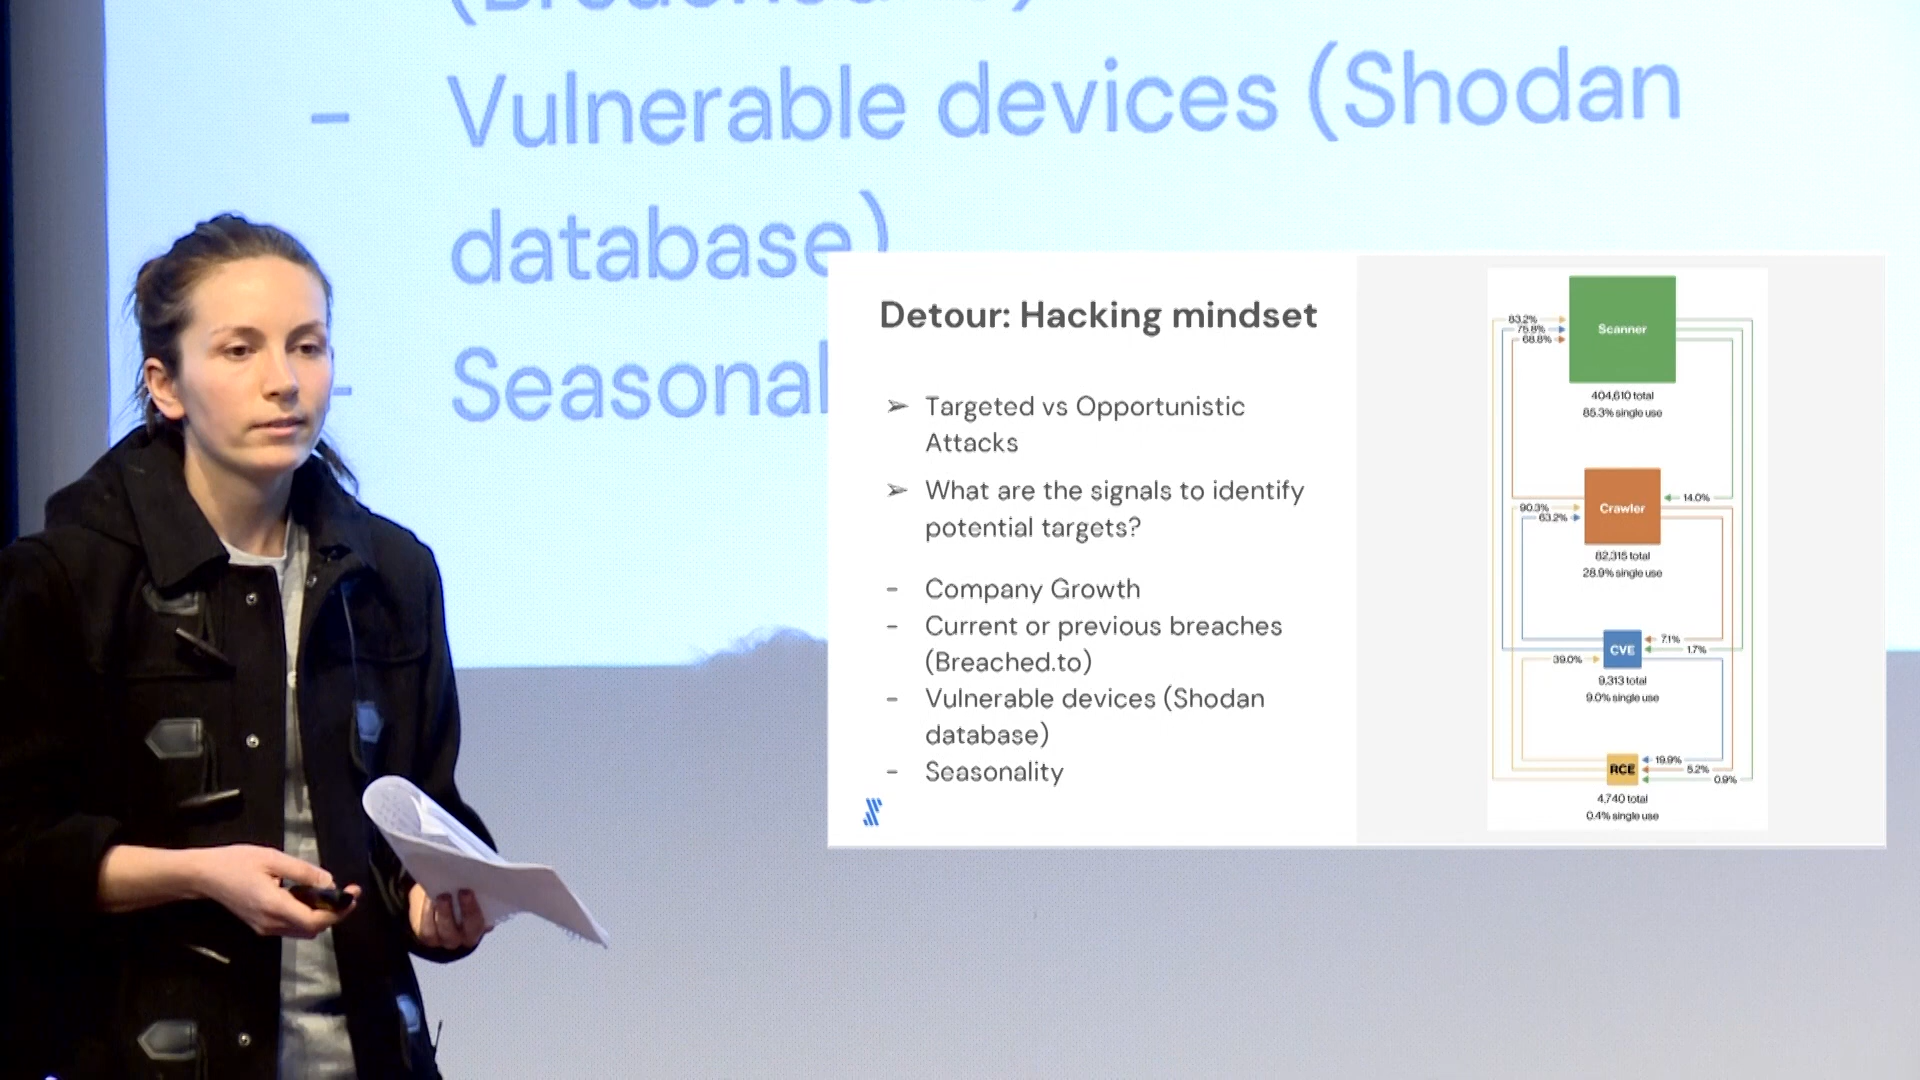 (Breached.to)
- Vulnerable devices (Shodan
database)
- Seasonal
Detour: Hacking mindset
➢ Targeted vs Opportunistic
Attacks
➢ What are the signals to identify
potential targets?
- Company Growth
- Current or previous breaches
(Breached.to)
- Vulnerable devices (Shodan
database)
- Seasonality
Scanner
83.2%
75.8%
68.8%
404,610 total
85.3% single use
Crawler
14.0%
90.3%
63.2%
82,315 total
28.9% single use
CVE
7.1%
1.7%
39.0%
9,313 total
9.0% single use
RCE
19.9%
5.2%
0.9%
4,740 total
0.4% single use